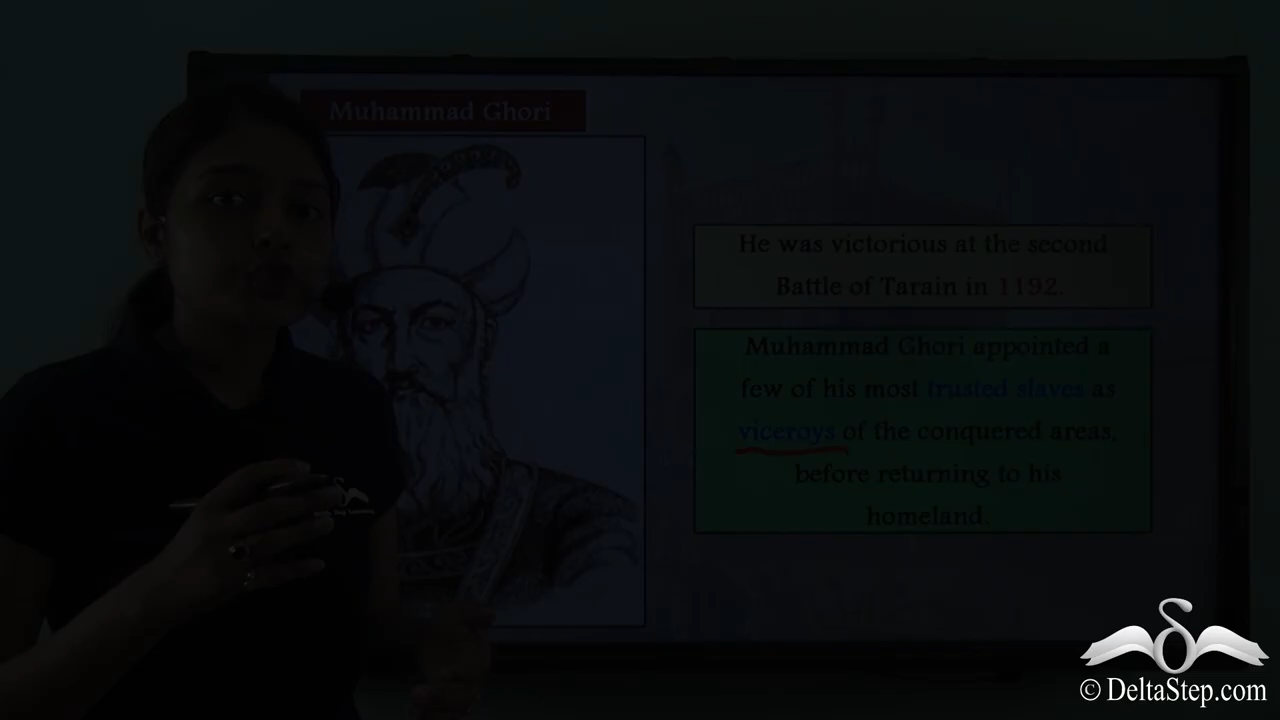 Muhammad Ghori
He was victorious at the second
Battle of Tarain in 1192.
Muhammad Ghori appointed a
few of his most trusted slaves as
viceroys of the conquered areas,
before returning to his
homeland.
© DeltaStep.com